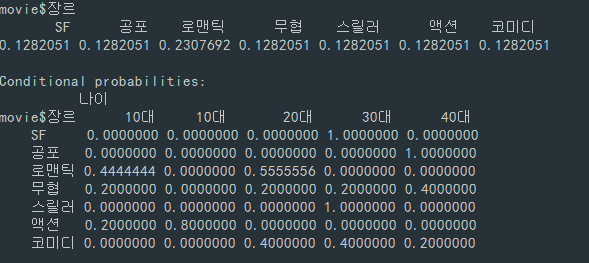 movie$장르
SF 공포 로맨틱 무협 스릴러 액션 코미디
0.1282051 0.1282051 0.2307692 0.1282051 0.1282051 0.1282051 0.1282051
Conditional probabilities:
나이
movie$장르 10대 10대 20대 30대 40대
SF 0.0000000 0.0000000 0.0000000 1.0000000 0.0000000
공포 0.0000000 0.0000000 0.0000000 0.0000000 1.0000000
로맨틱 0.4444444 0.0000000 0.5555556 0.0000000 0.0000000
무협 0.2000000 0.0000000 0.2000000 0.2000000 0.4000000
스릴러 0.0000000 0.0000000 0.0000000 1.0000000 0.0000000
액션 0.2000000 0.8000000 0.0000000 0.0000000 0.0000000
코미디 0.0000000 0.0000000 0.4000000 0.4000000 0.2000000